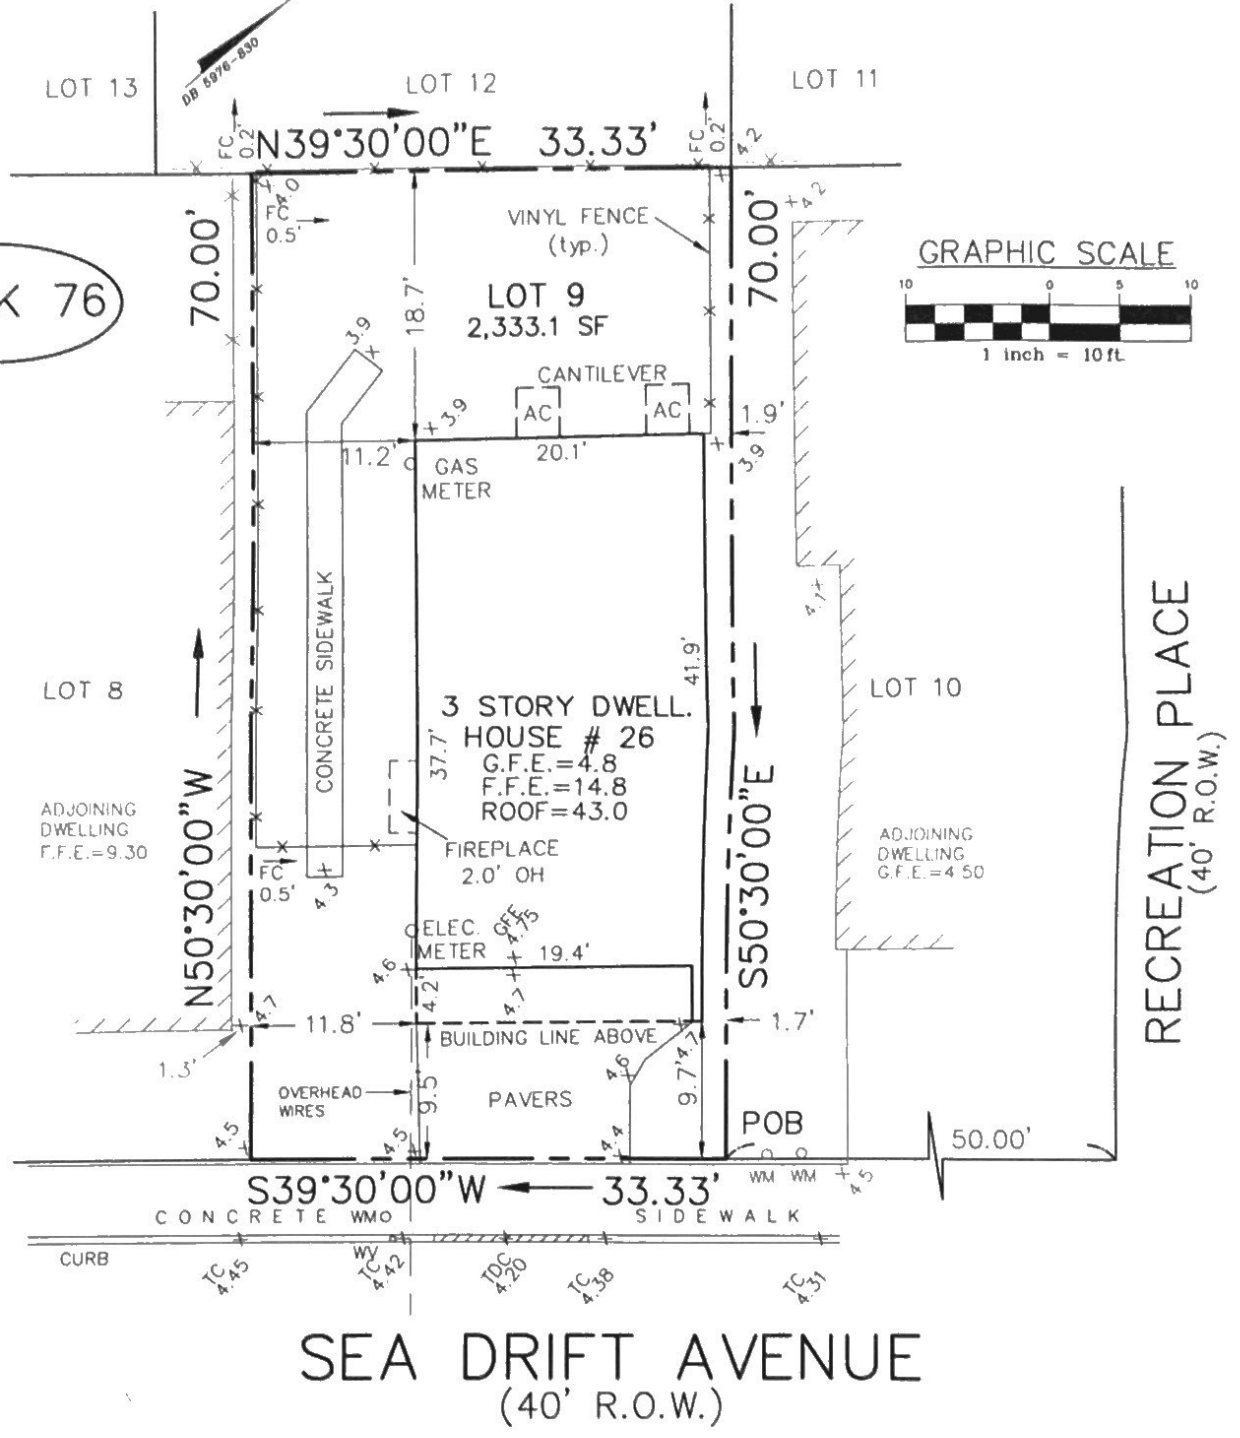 DB 5976-830
LOT 13
LOT 12
LOT 11
FC 0.2'
N39°30'00"E 33.33'
FC 0.2'
4.2
4.0
FC
0.5'
70.00'
K 76
18.7'
VINYL FENCE
(typ.)
LOT 9
2,333.1 SF
70.00'
4.2
GRAPHIC SCALE
10 0 5 10
1 inch = 10ft.
3.9
CANTILEVER
AC
AC
3.9
1.9'
11.2'
20.1'
3.9
GAS
METER
CONCRETE SIDEWALK
41.9'
4.7
LOT 8
LOT 10
3 STORY DWELL.
HOUSE # 26
G.F.E.=4.8
F.F.E.=14.8
ROOF=43.0
37.7'
N50°30'00"W
S50°30'00"E
RECREATION PLACE
(40' R.O.W.)
ADJOINING
DWELLING
F.F.E.=9.30
ADJOINING
DWELLING
G.F.E.=4.50
FIREPLACE
2.0' OH
FC
0.5'
4.3
ELEC.
METER
GFE
4.75
19.4'
4.6
4.2'
4.7
4.7
11.8'
BUILDING LINE ABOVE
4.7
1.7'
1.3'
OVERHEAD
WIRES
9.5'
PAVERS
4.6
9.7'
POB
50.00'
4.5
4.5
4.4
WM WM
4.5
S39°30'00"W 33.33'
CONCRETE WMO SIDEWALK
CURB
WV
TC
4.45
TC
4.42
TDC
4.20
TC
4.38
TC
4.31
SEA DRIFT AVENUE
(40' R.O.W.)